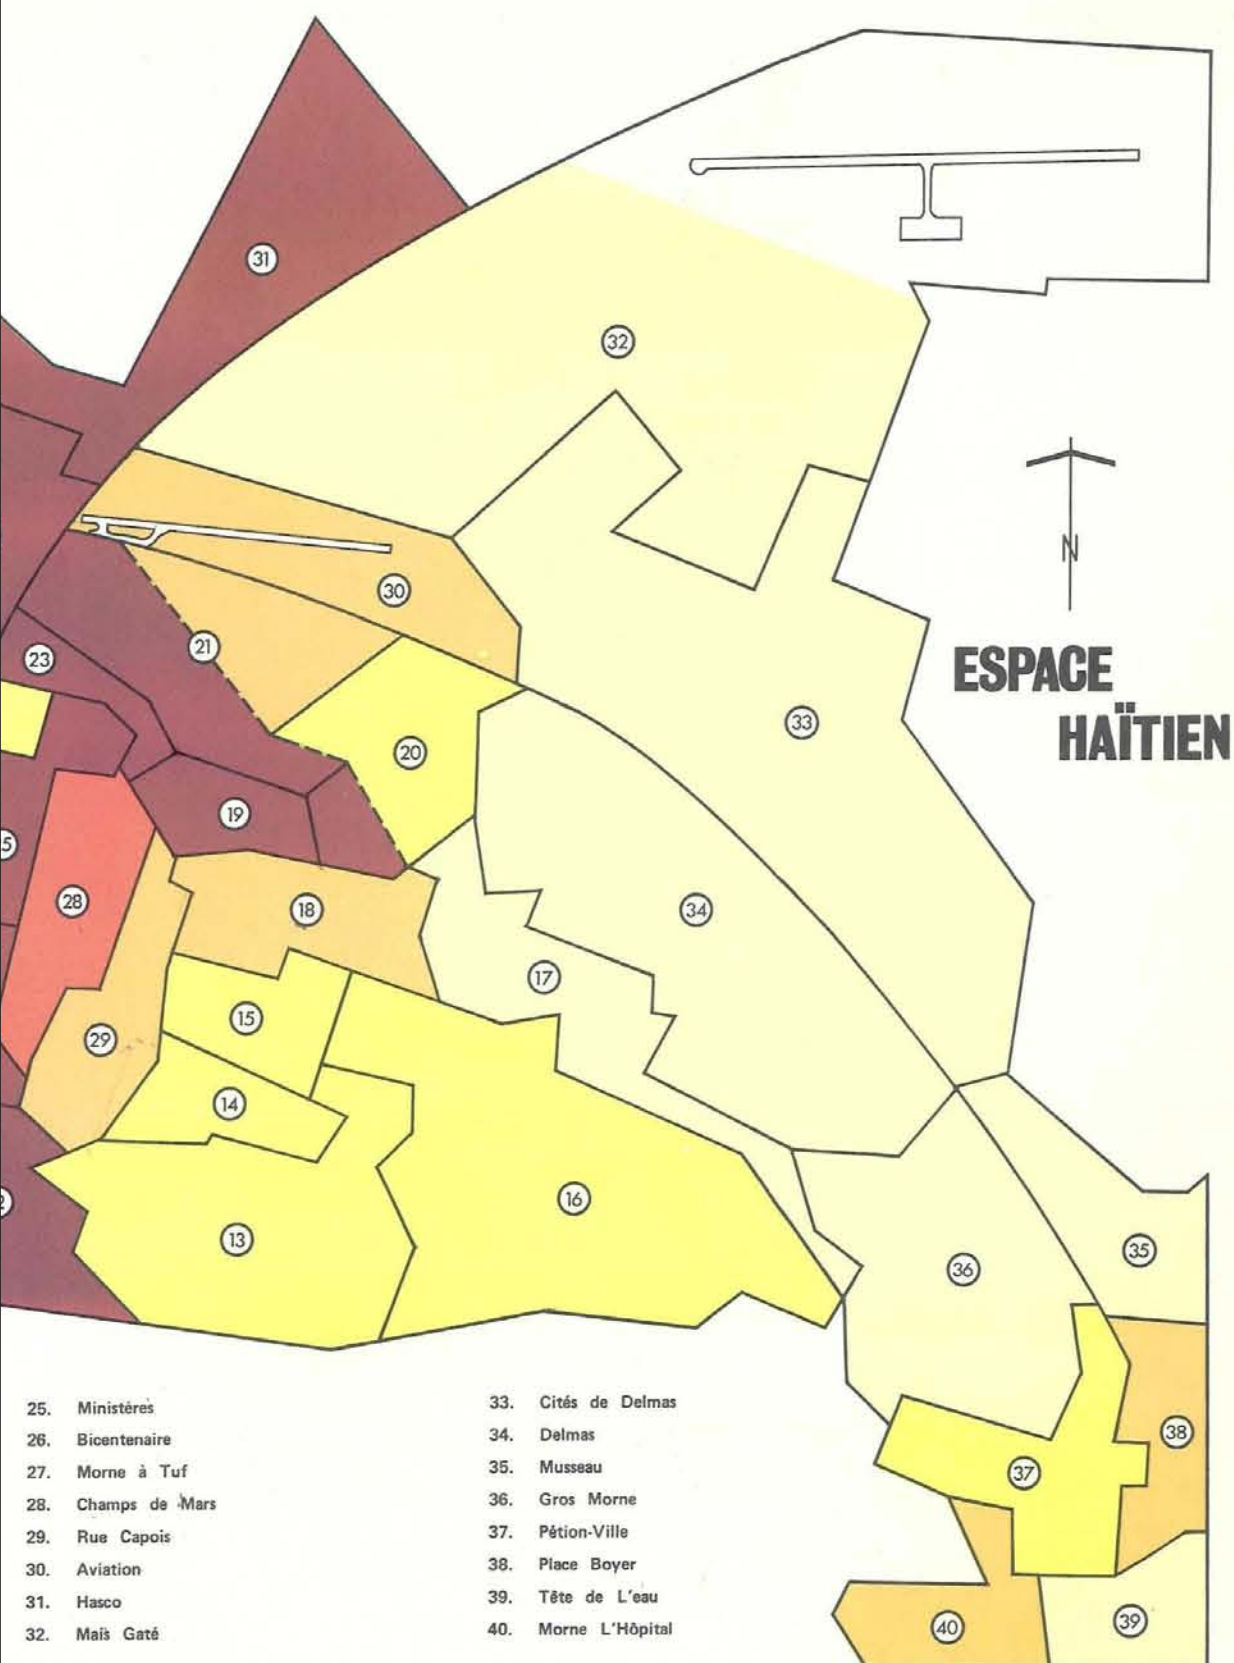 31
32
30
21
23
20
33
19
5
28
18
34
17
15
29
14
16
13
2
36
35
38
37
40
39
N
ESPACE
HAÏTIEN
25. Ministères
26. Bicentenaire
27. Morne à Tuf
28. Champs de Mars
29. Rue Capois
30. Aviation
31. Hasco
32. Maïs Gaté
33. Cités de Delmas
34. Delmas
35. Musseau
36. Gros Morne
37. Pétion-Ville
38. Place Boyer
39. Tête de L'eau
40. Morne L'Hôpital